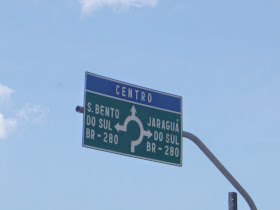 CENTRO
S. BENTO
DO SUL
BR - 280
JARAGUÁ
DO SUL
BR - 280